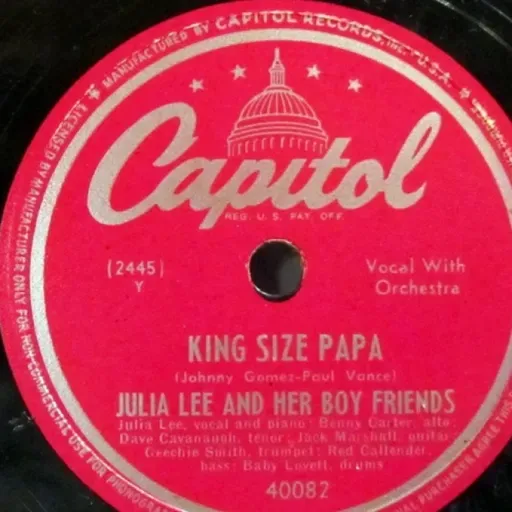 MANUFACTURED BY CAPITOL RECORDS, INC. U.S.A.
Capitol
REG. U.S. PAT. OFF.
(2445)
Y
Vocal With
Orchestra
KING SIZE PAPA
(Johnny Gomez-Paul Vance)
JULIA LEE AND HER BOY FRIENDS
Julia Lee, vocal and piano; Benny Carter, alto;
Dave Cavanaugh, tenor; Jack Marshall, guitar;
Geechie Smith, trumpet; Red Callender,
bass; Baby Lovett, drums
40082
LICENSED BY MANUFACTURER ONLY FOR NON-COMMERCIAL USE FOR PHONOGRAPH
PURCHASER AGREE